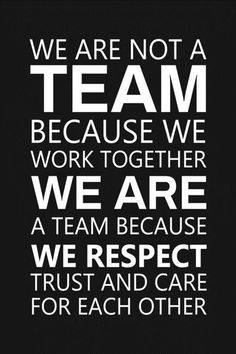 WE ARE NOT A
TEAM
BECAUSE WE
WORK TOGETHER
WE ARE
A TEAM BECAUSE
WE RESPECT
TRUST AND CARE
FOR EACH OTHER